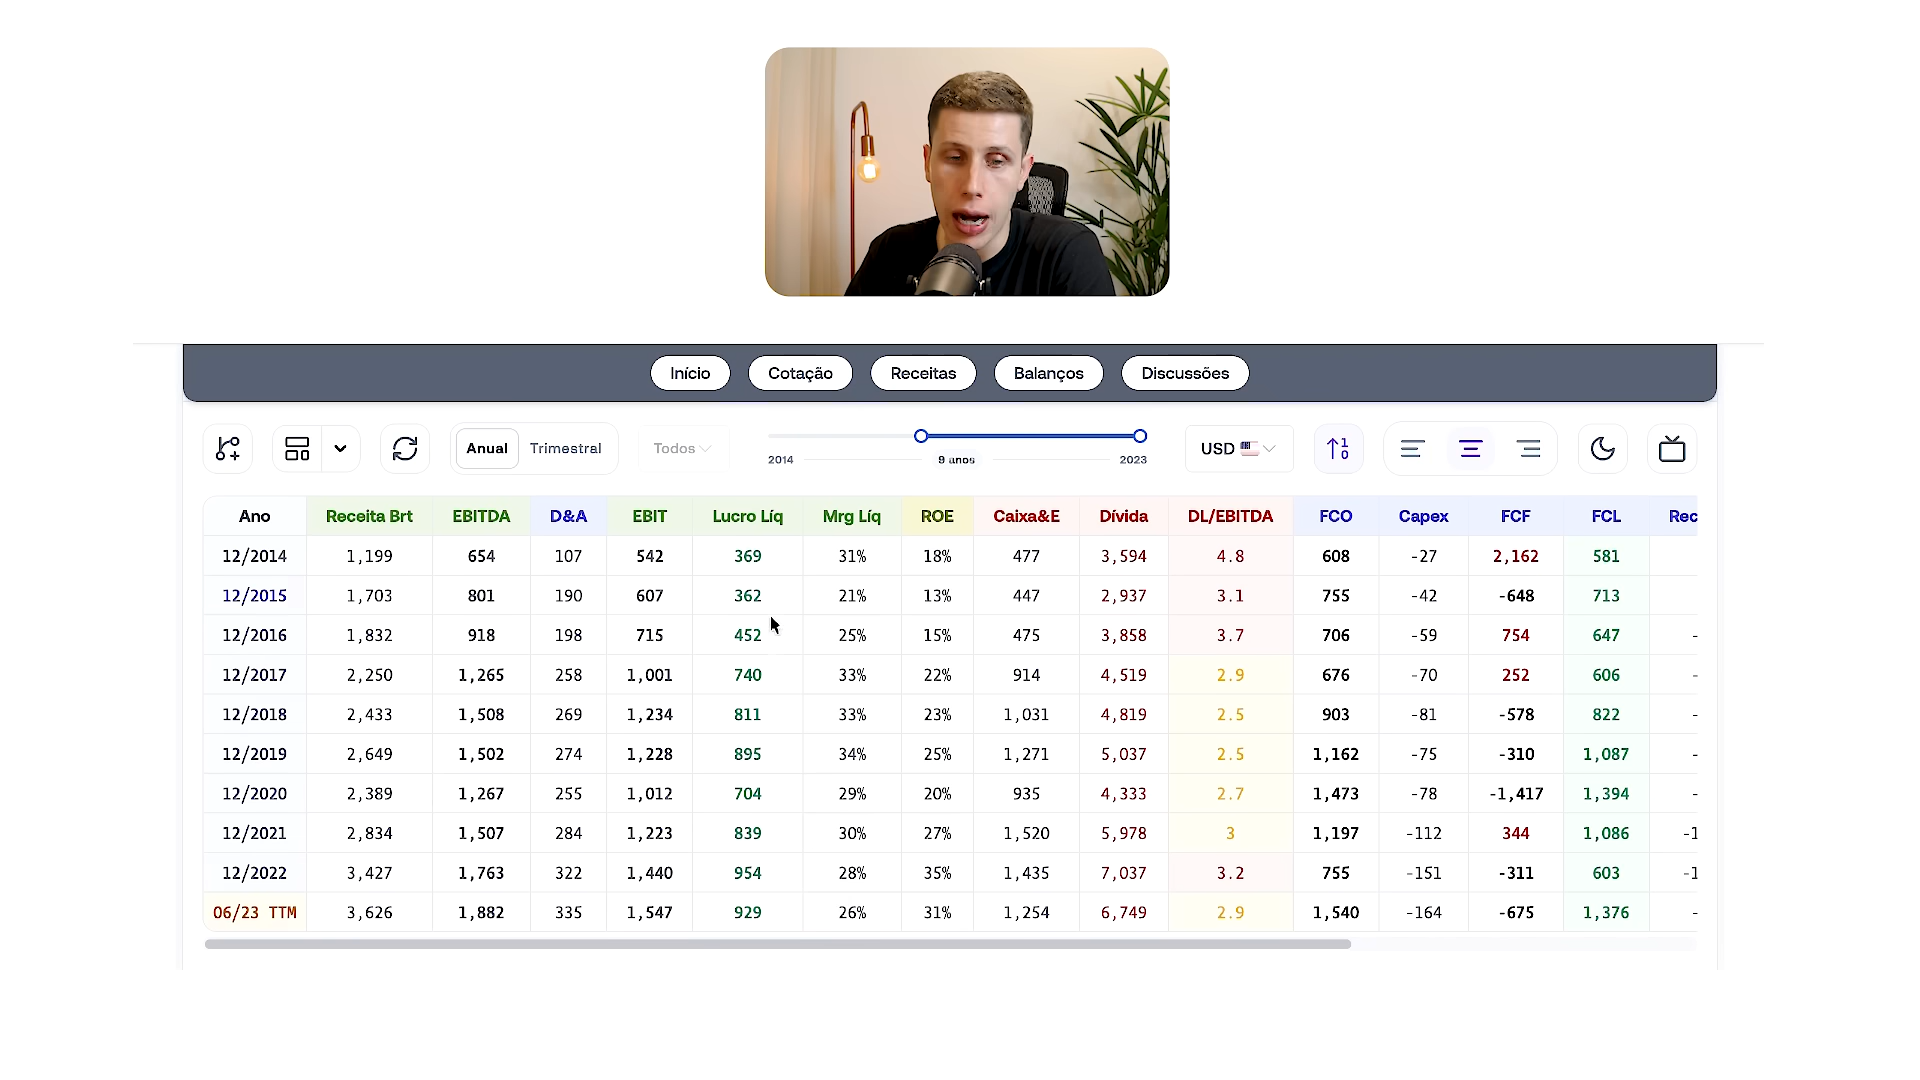 Início Cotação Receitas Balanços Discussões
Anual Trimestral Todos 2014 9 anos 2023 USD
Ano Receita Brt EBITDA D&A EBIT Lucro Líq Mrg Líq ROE Caixa&E Dívida DL/EBITDA FCO Capex FCF FCL Rec
12/2014 1,199 654 107 542 369 31% 18% 477 3,594 4.8 608 -27 2,162 581
12/2015 1,703 801 190 607 362 21% 13% 447 2,937 3.1 755 -42 -648 713
12/2016 1,832 918 198 715 452 25% 15% 475 3,858 3.7 706 -59 754 647 -
12/2017 2,250 1,265 258 1,001 740 33% 22% 914 4,519 2.9 676 -70 252 606 -
12/2018 2,433 1,508 269 1,234 811 33% 23% 1,031 4,819 2.5 903 -81 -578 822 -
12/2019 2,649 1,502 274 1,228 895 34% 25% 1,271 5,037 2.5 1,162 -75 -310 1,087 -
12/2020 2,389 1,267 255 1,012 704 29% 20% 935 4,333 2.7 1,473 -78 -1,417 1,394 -
12/2021 2,834 1,507 284 1,223 839 30% 27% 1,520 5,978 3 1,197 -112 344 1,086 -1
12/2022 3,427 1,763 322 1,440 954 28% 35% 1,435 7,037 3.2 755 -151 -311 603 -1
06/23 TTM 3,626 1,882 335 1,547 929 26% 31% 1,254 6,749 2.9 1,540 -164 -675 1,376 -